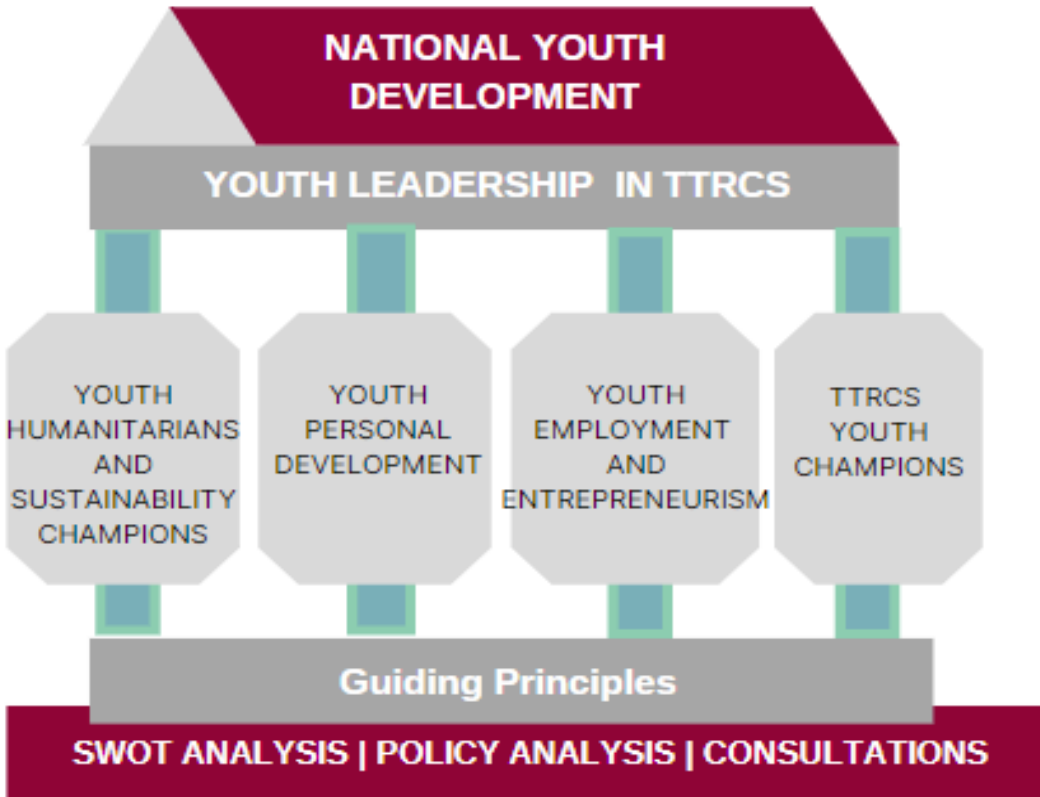 NATIONAL YOUTH
DEVELOPMENT
YOUTH LEADERSHIP IN TTRCS
YOUTH
HUMANITARIANS
AND
SUSTAINABILITY
CHAMPIONS
YOUTH
PERSONAL
DEVELOPMENT
YOUTH
EMPLOYMENT
AND
ENTREPRENEURISM
TTRCS
YOUTH
CHAMPIONS
Guiding Principles
SWOT ANALYSIS | POLICY ANALYSIS | CONSULTATIONS